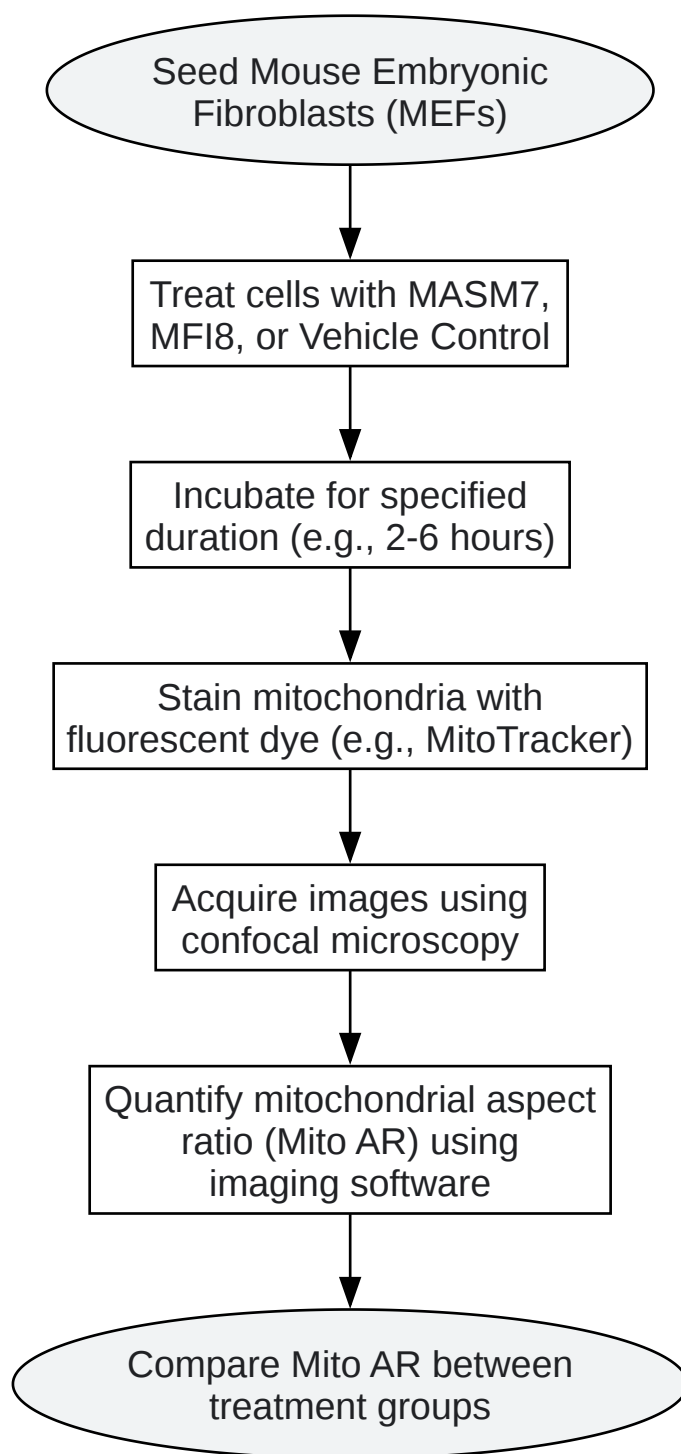 Seed Mouse Embryonic
Fibroblasts (MEFs)
Treat cells with MASM7,
MFI8, or Vehicle Control
Incubate for specified
duration (e.g., 2-6 hours)
Stain mitochondria with
fluorescent dye (e.g., MitoTracker)
Acquire images using
confocal microscopy
Quantify mitochondrial aspect
ratio (Mito AR) using
imaging software
Compare Mito AR between
treatment groups